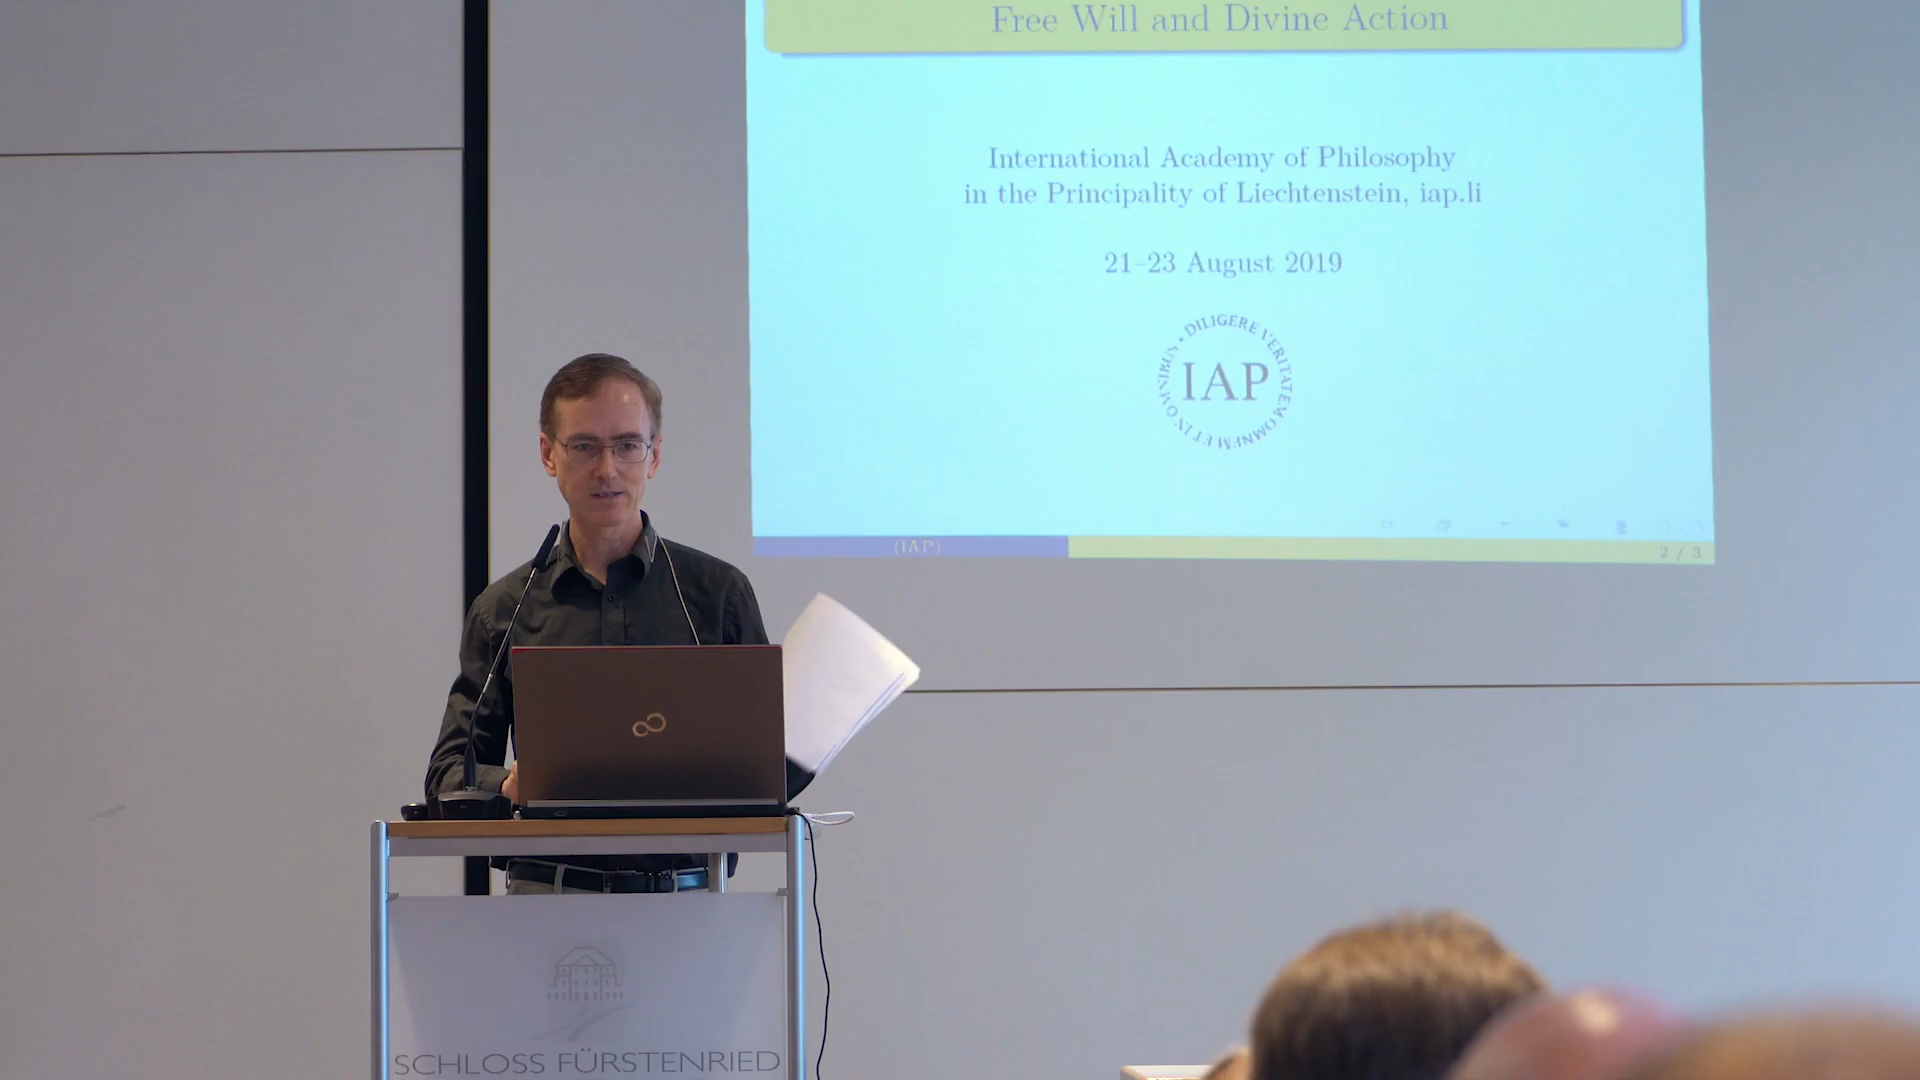 Free Will and Divine Action
International Academy of Philosophy
in the Principality of Liechtenstein, iap.li
21–23 August 2019
DILIGERE VERITATEM OMNEM ET IN OMNIBUS •
IAP
(IAP)
2 / 3
SCHLOSS FÜRSTENRIED